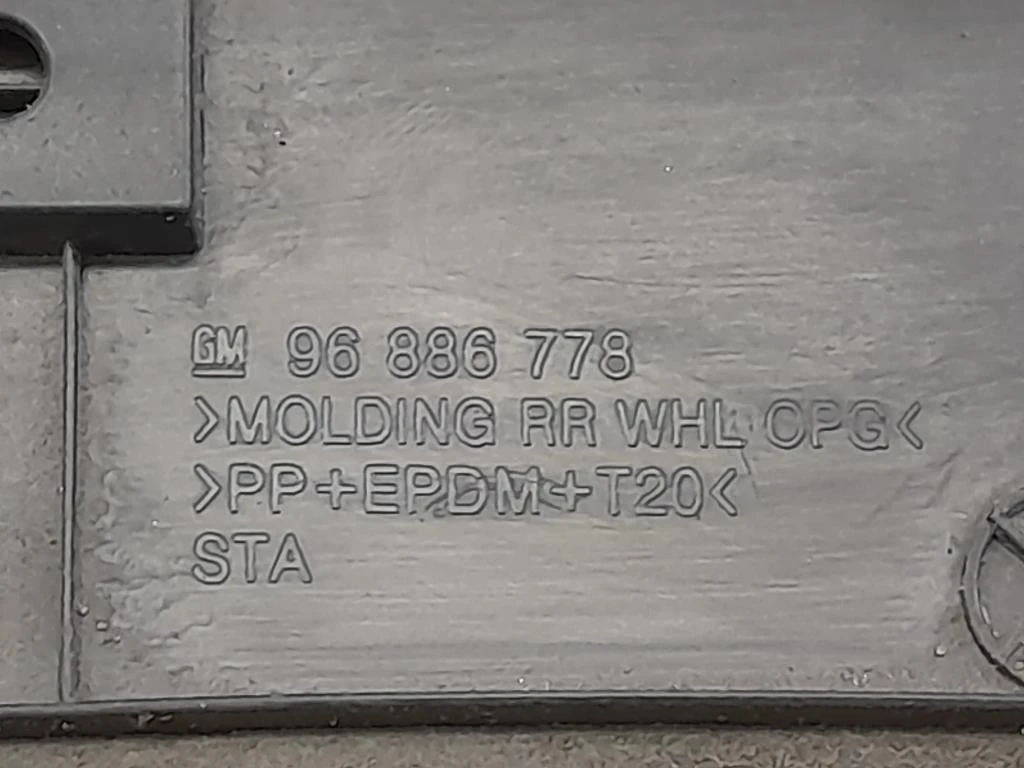 GM 96 886 778
>MOLDING RR WHL OPG<
>PP+EPDM+T20<
STA